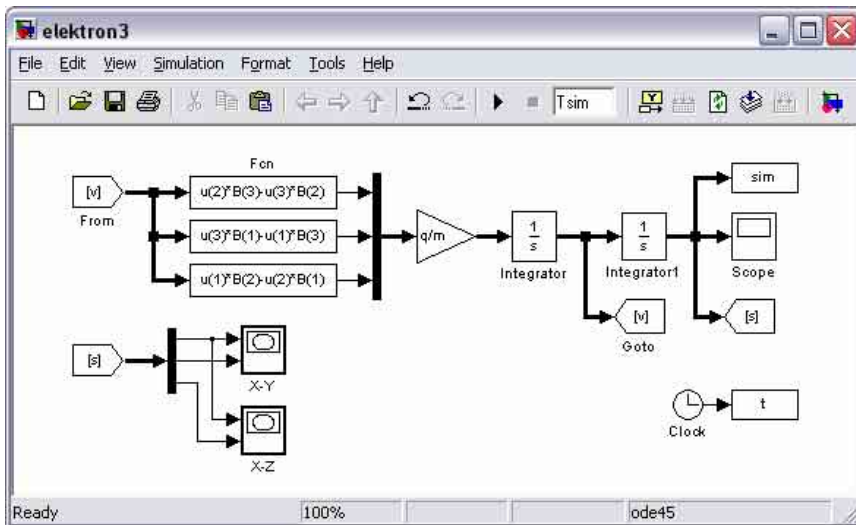 elektron3
File Edit View Simulation Format Tools Help
Tsim
Fcn
[v]
u(2)*B(3)-u(3)*B(2)
sim
From
u(3)*B(1)-u(1)*B(3)
q/m
1
s
1
s
Integrator
Integrator1
Scope
u(1)*B(2)-u(2)*B(1)
[v]
[s]
Goto
[s]
X-Y
t
Clock
X-Z
Ready 100% ode45